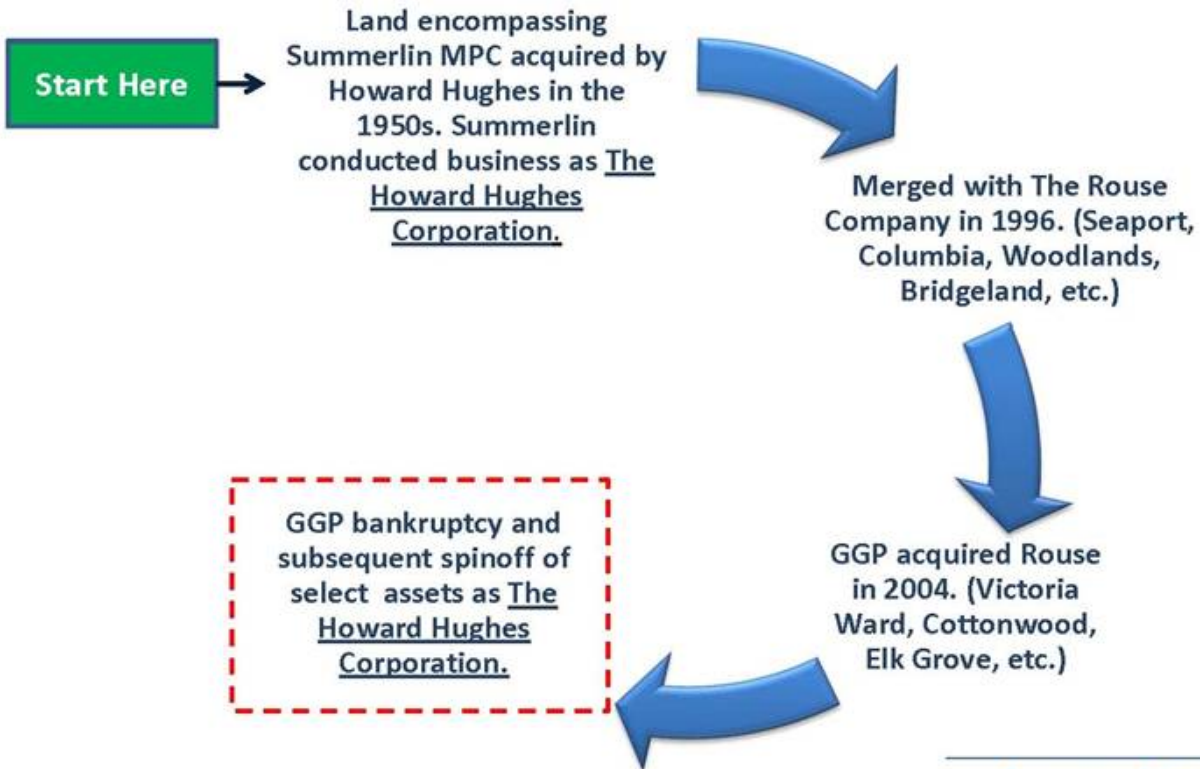 Start Here
Land encompassing
Summerlin MPC acquired by
Howard Hughes in the
1950s. Summerlin
conducted business as The
Howard Hughes
Corporation.
Merged with The Rouse
Company in 1996. (Seaport,
Columbia, Woodlands,
Bridgeland, etc.)
GGP acquired Rouse
in 2004. (Victoria
Ward, Cottonwood,
Elk Grove, etc.)
GGP bankruptcy and
subsequent spinoff of
select assets as The
Howard Hughes
Corporation.